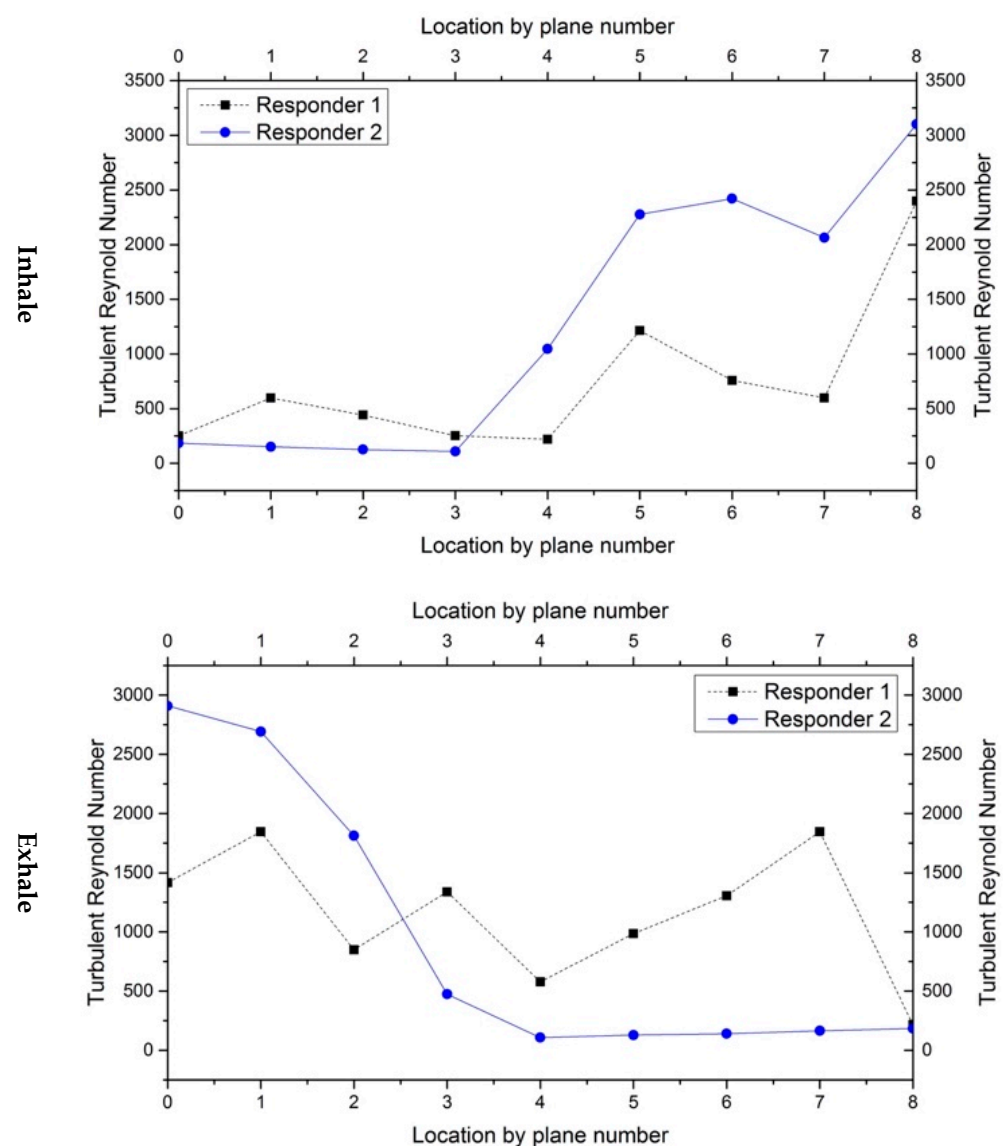 Location by plane number
0 1 2 3 4 5 6 7 8
3500 3500
Responder 1
3000 3000
Responder 2
2500 2500
2000 2000
1500 1500
1000 1000
500 500
0 0
Turbulent Reynold Number
Turbulent Reynold Number
Inhale
0 1 2 3 4 5 6 7 8
Location by plane number
Location by plane number
0 1 2 3 4 5 6 7 8
3000 3000
Responder 1
Responder 2
2500 2500
2000 2000
1500 1500
1000 1000
500 500
0 0
Turbulent Reynold Number
Turbulent Reynold Number
Exhale
0 1 2 3 4 5 6 7 8
Location by plane number